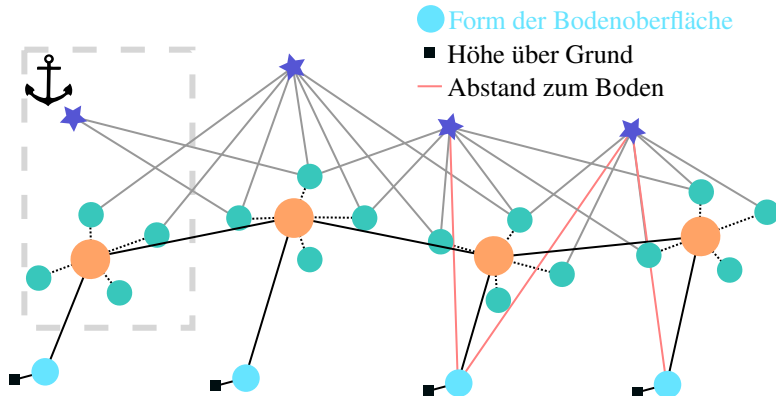 Form der Bodenoberfläche
Höhe über Grund
Abstand zum Boden